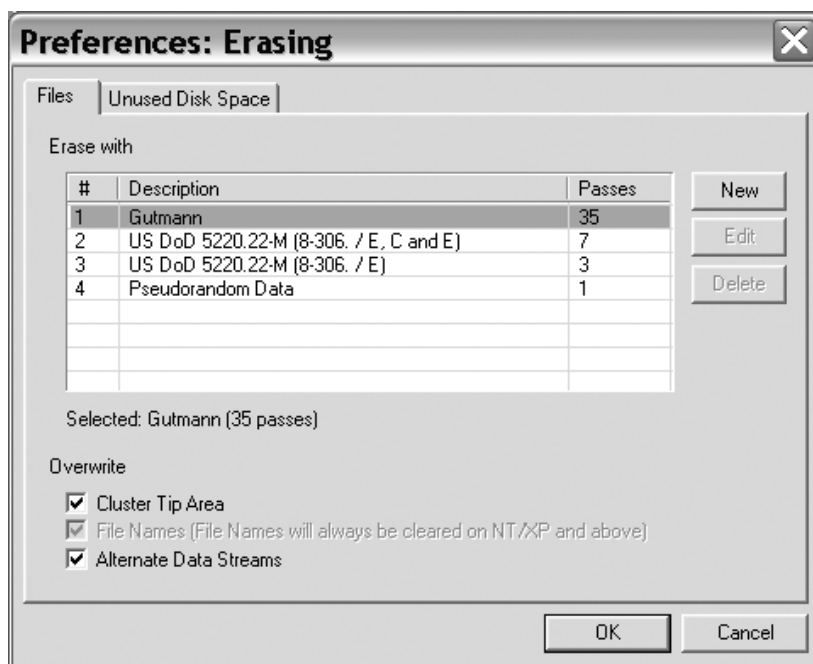 Preferences: Erasing
Files
Unused Disk Space
Erase with
# Description Passes
1 Gutmann 35
2 US DoD 5220.22-M (8-306. / E, C and E) 7
3 US DoD 5220.22-M (8-306. / E) 3
4 Pseudorandom Data 1
New
Edit
Delete
Selected: Gutmann (35 passes)
Overwrite
Cluster Tip Area
File Names (File Names will always be cleared on NT/XP and above)
Alternate Data Streams
OK
Cancel